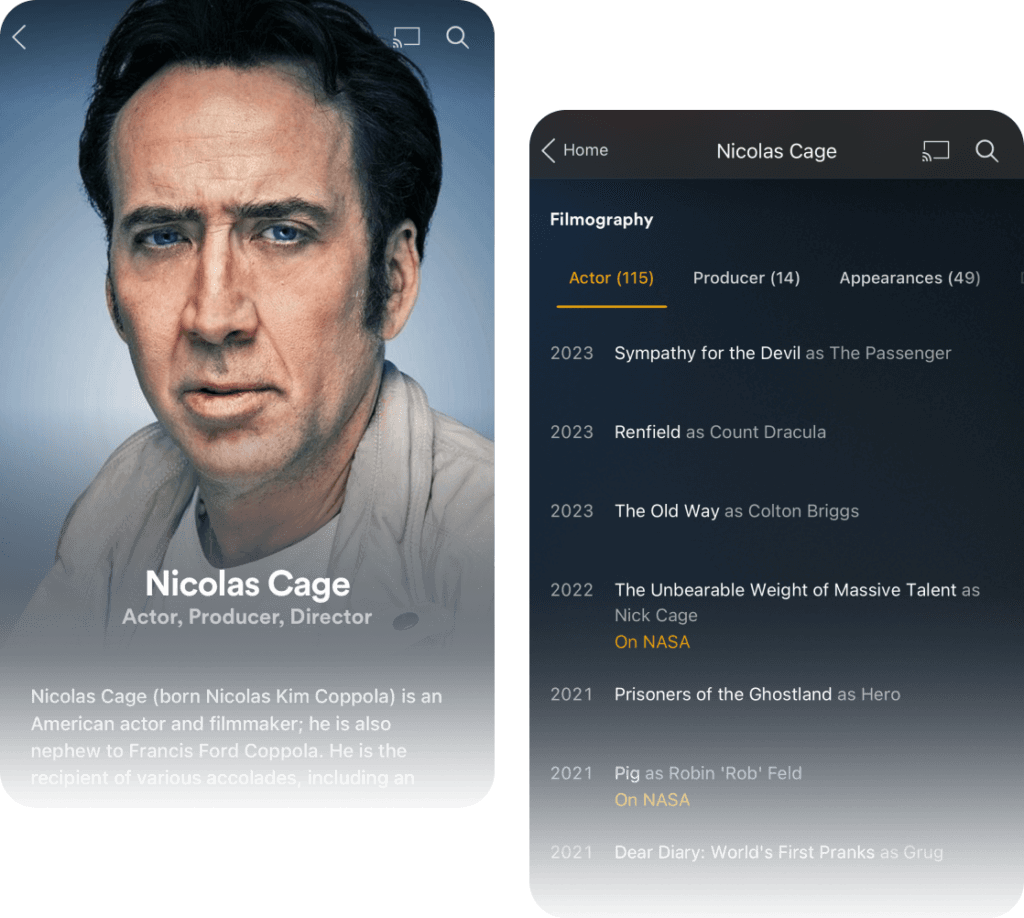 Nicolas Cage
Actor, Producer, Director
Nicolas Cage (born Nicolas Kim Coppola) is an
American actor and filmmaker; he is also
nephew to Francis Ford Coppola. He is the
recipient of various accolades, including an
Home
Nicolas Cage
Filmography
Actor (115)
Producer (14)
Appearances (49)
2023 Sympathy for the Devil as The Passenger
2023 Renfield as Count Dracula
2023 The Old Way as Colton Briggs
2022 The Unbearable Weight of Massive Talent as
Nick Cage
On NASA
2021 Prisoners of the Ghostland as Hero
2021 Pig as Robin 'Rob' Feld
On NASA
2021 Dear Diary: World's First Pranks as Grug